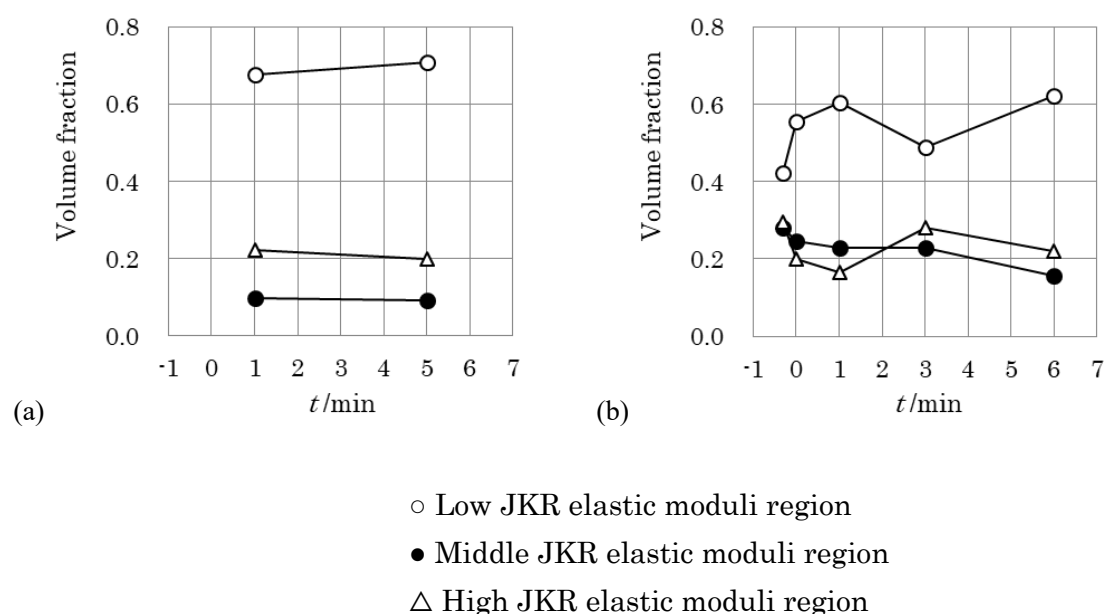 0.8
0.6
0.4
0.2
0.0
Volume fraction
-1 0 1 2 3 4 5 6 7
t/min
(a)
0.8
0.6
0.4
0.2
0.0
Volume fraction
-1 0 1 2 3 4 5 6 7
t/min
(b)
○ Low JKR elastic moduli region
● Middle JKR elastic moduli region
△ High JKR elastic moduli region